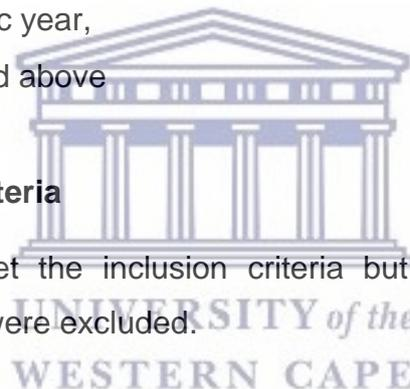 c year,
d above
teria
et the inclusion criteria but
were excluded.
UNIVERSITY of the
WESTERN CAPE